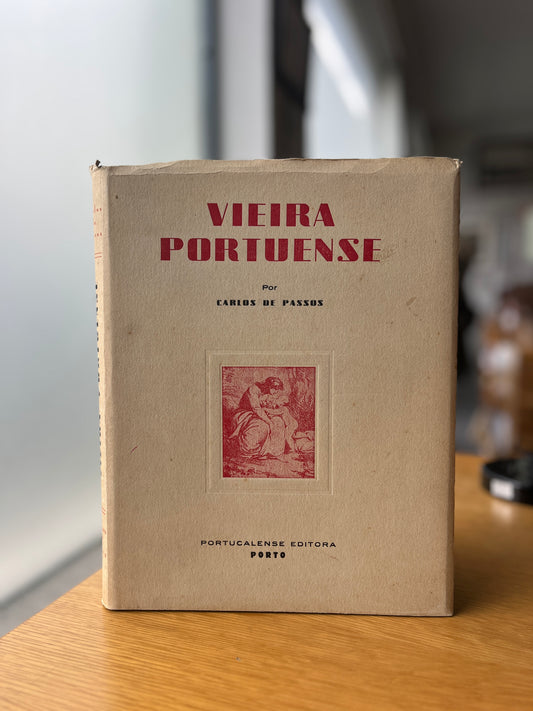 VIEIRA
PORTUENSE
Por
CARLOS DE PASSOS
PORTUCALENSE EDITORA
PORTO